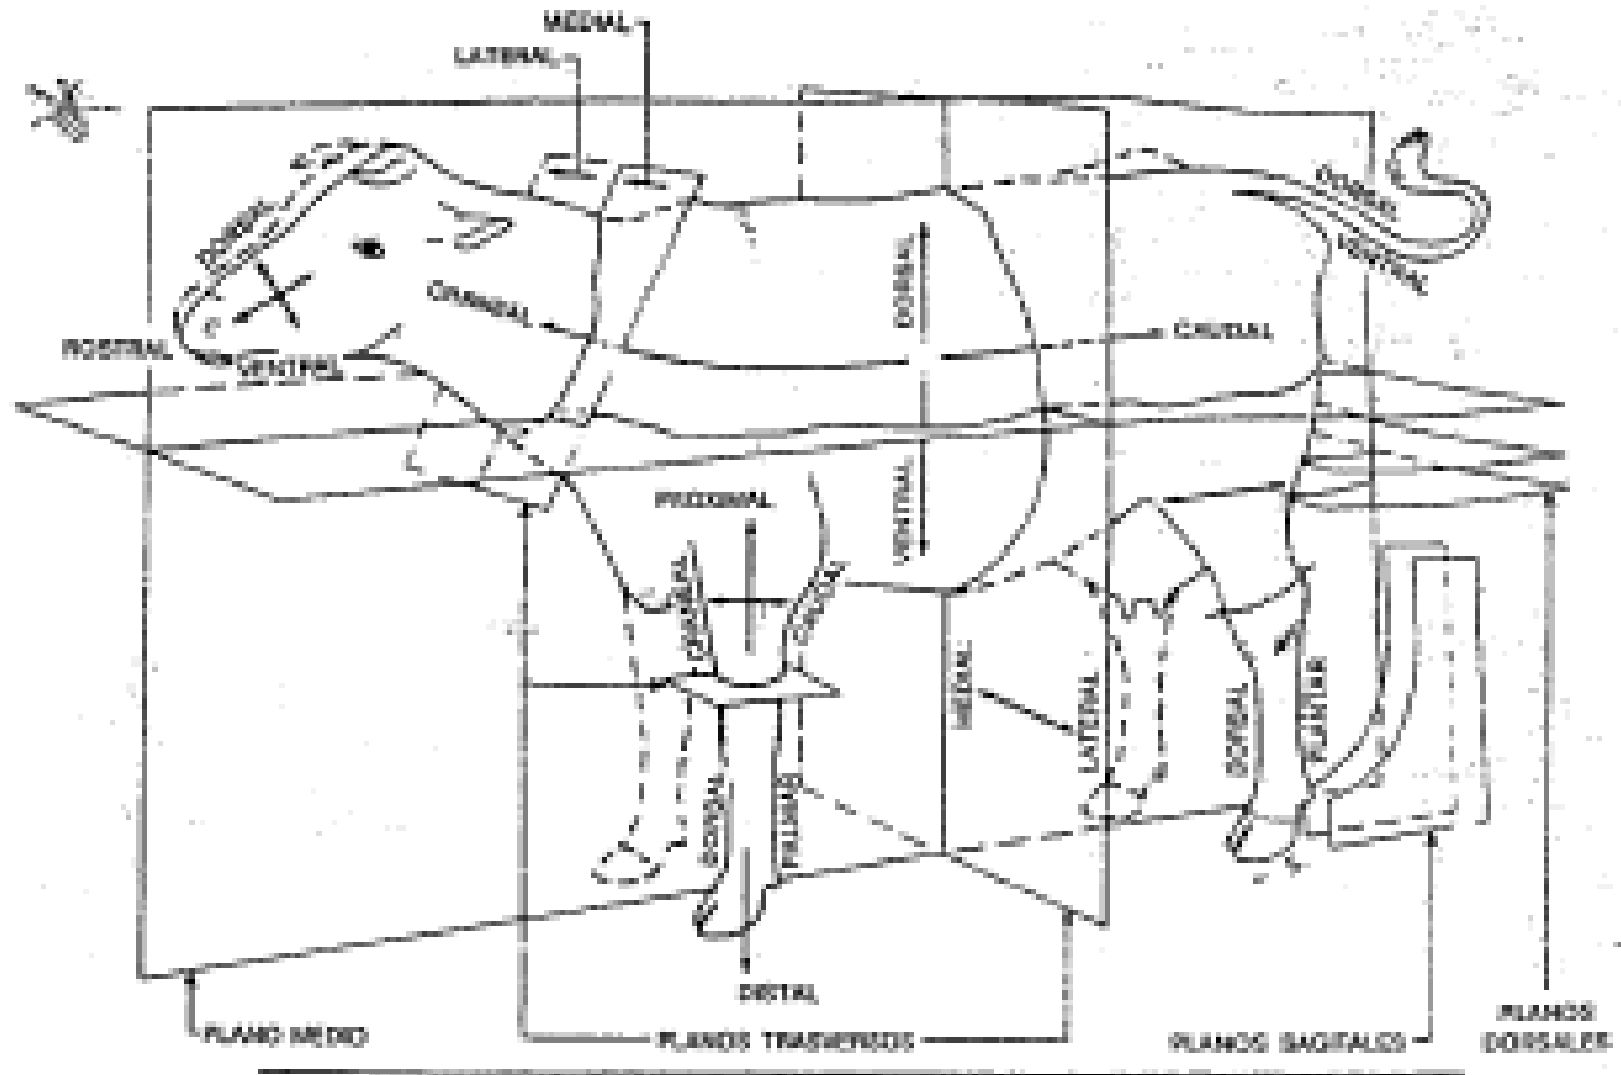 MEDIAL
LATERAL
DORSAL
DORSAL
VENTRAL
CRANEAL
DORSAL
CAUDAL
ROSTRAL
VENTRAL
PROXIMAL
VENTRAL
CRANEAL
CAUDAL
MEDIAL
LATERAL
DORSAL
PLANTAR
DORSAL
PALMAR
DISTAL
PLANO MEDIO
PLANOS TRASVERSOS
PLANOS SAGITALES
PLANOS
DORSALES